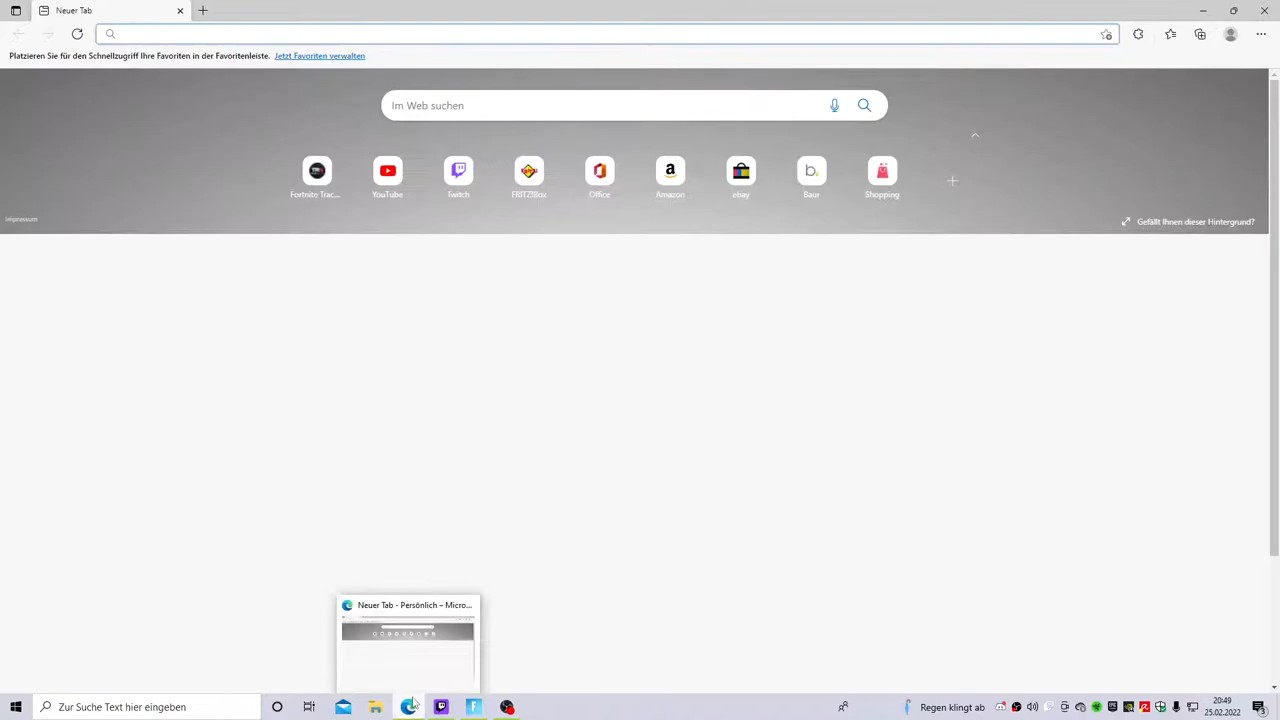 Neuer Tab
Platzieren Sie für den Schnellzugriff Ihre Favoriten in der Favoritenleiste. Jetzt Favoriten verwalten
Im Web suchen
Fortnite Trac...
YouTube
Twitch
FRITZ!Box
Office
Amazon
ebay
Baur
Shopping
Impressum
Gefällt Ihnen dieser Hintergrund?
Neuer Tab - Persönlich – Micro...
Zur Suche Text hier eingeben
Regen klingt ab
20:49
25.02.2022
3